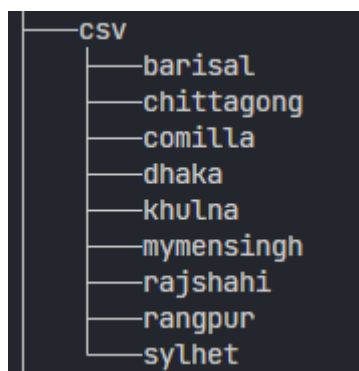 csv
barisal
chittagong
comilla
dhaka
khulna
mymensingh
rajshahi
rangpur
sylhet